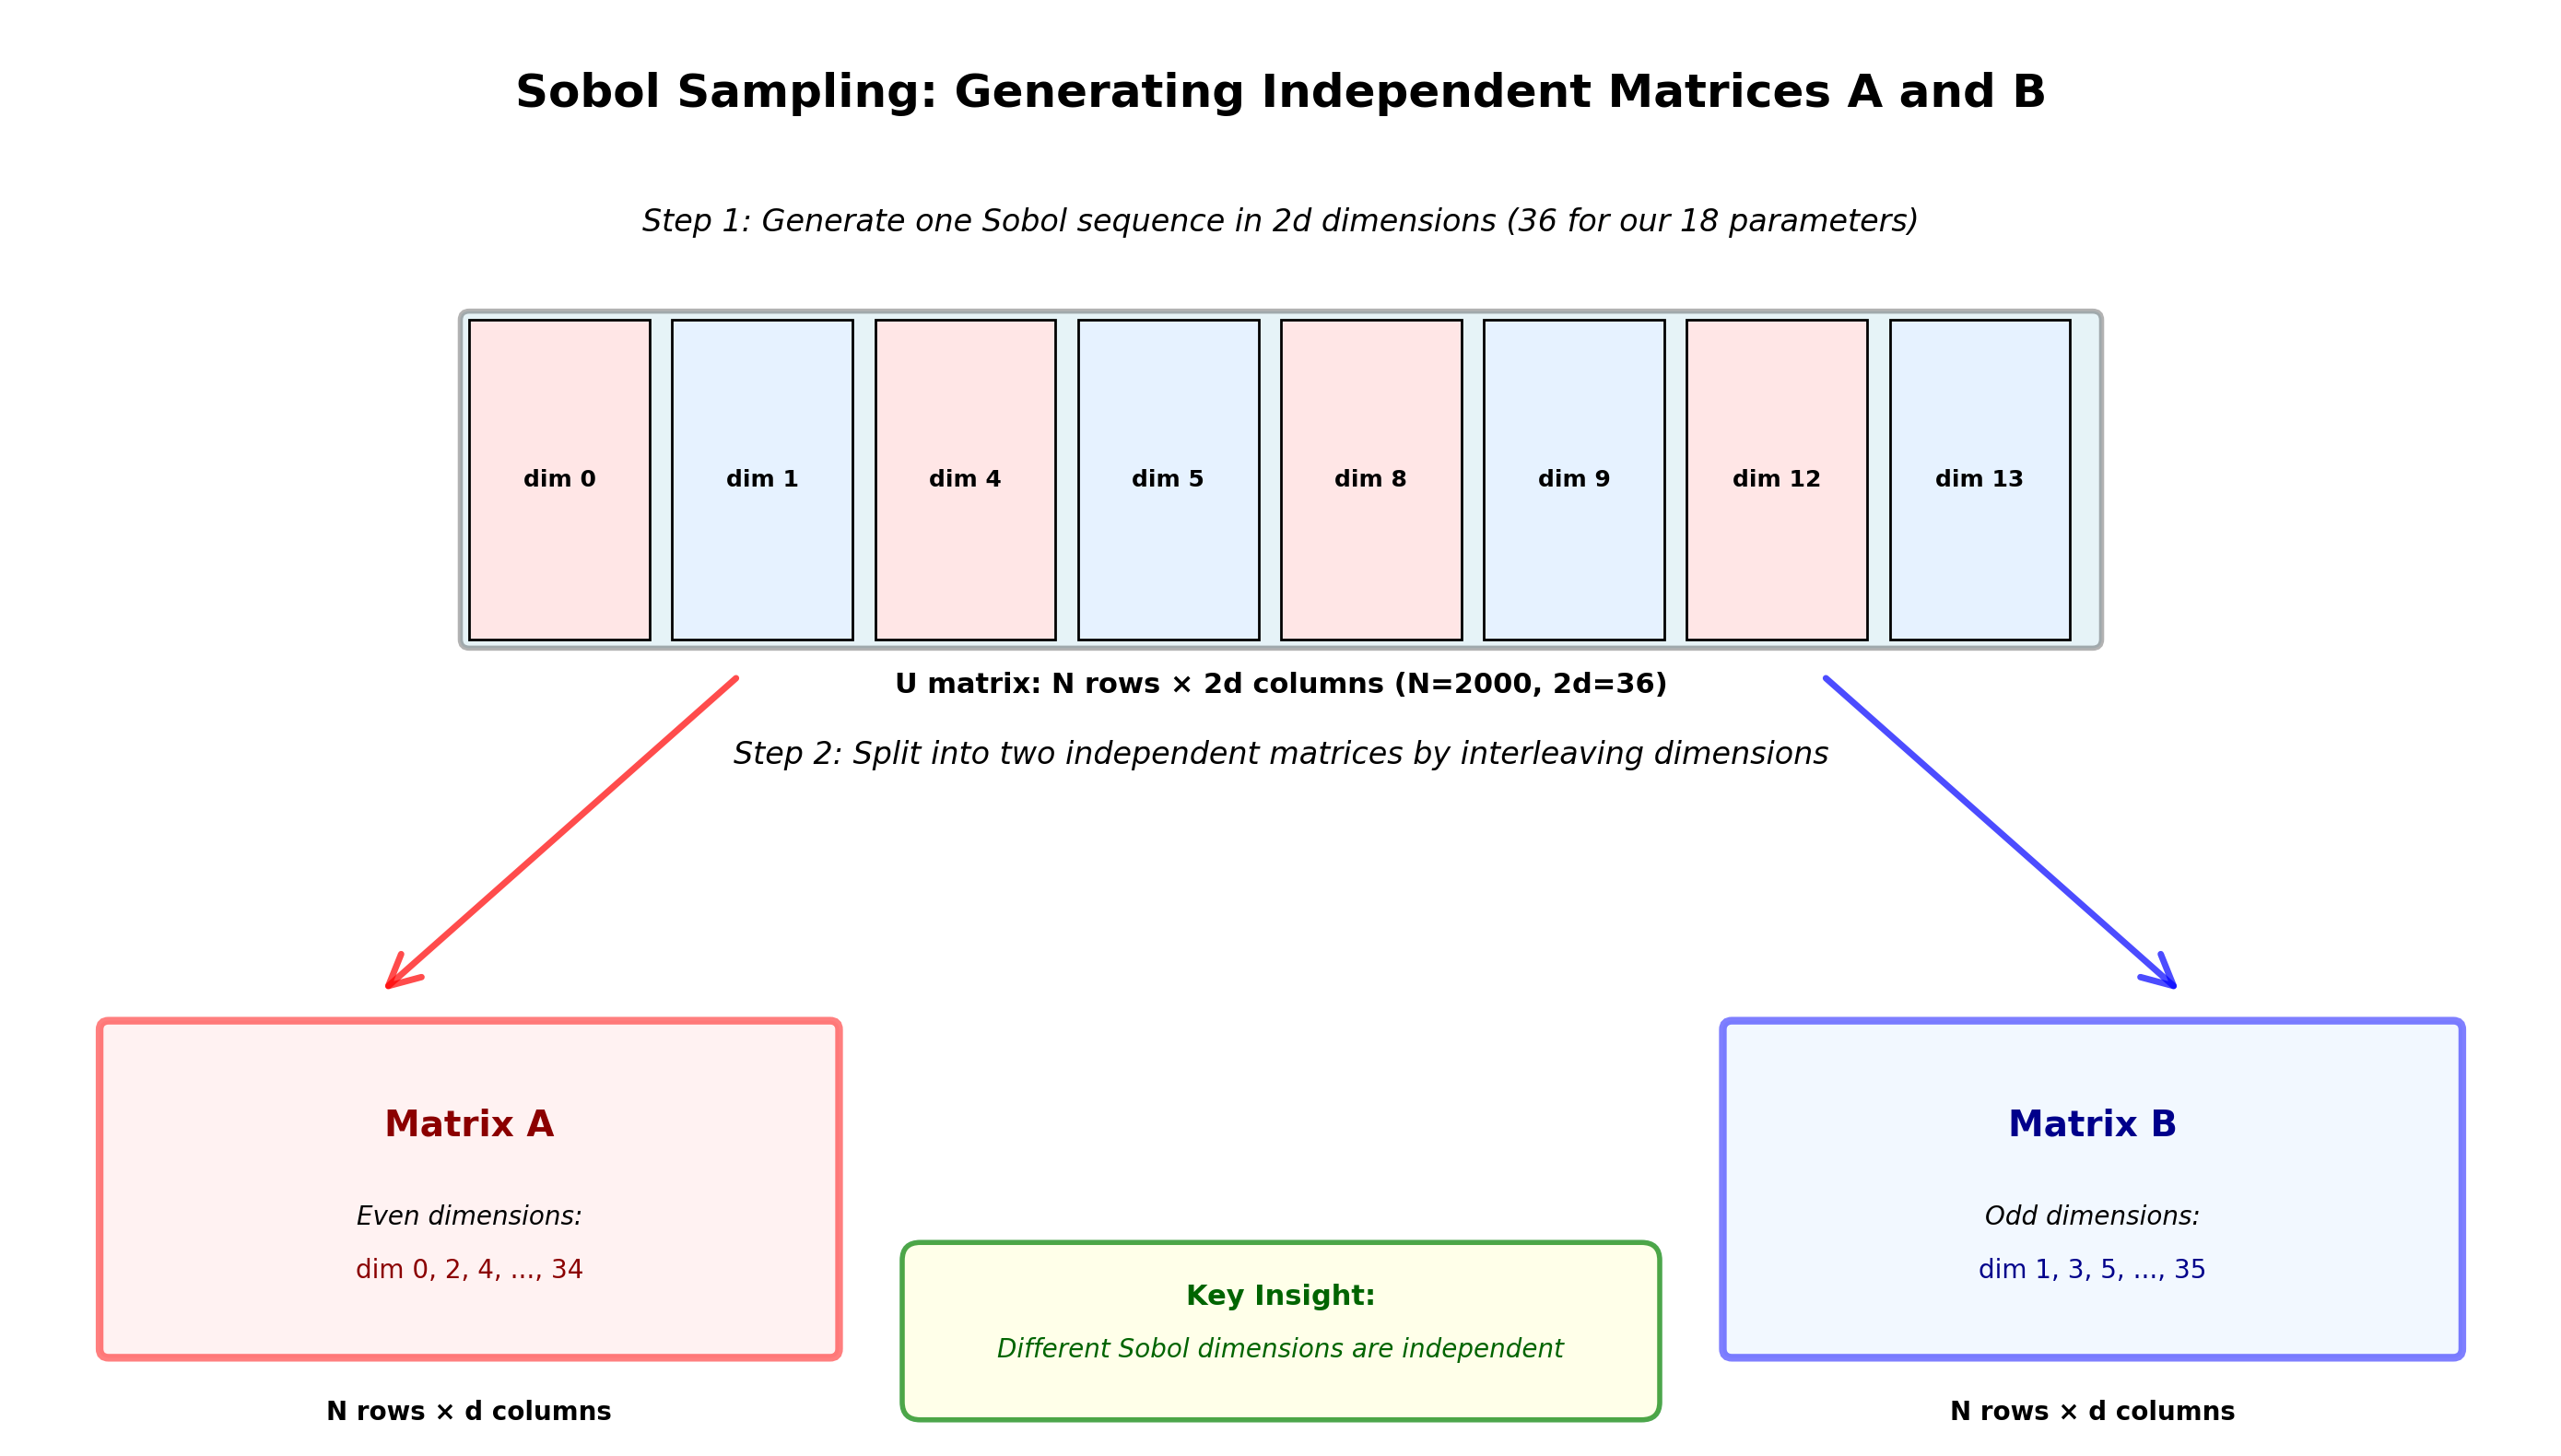 Sobol Sampling: Generating Independent Matrices A and B
Step 1: Generate one Sobol sequence in 2d dimensions (36 for our 18 parameters)
dim 0
dim 1
dim 4
dim 5
dim 8
dim 9
dim 12
dim 13
U matrix: N rows × 2d columns (N=2000, 2d=36)
Step 2: Split into two independent matrices by interleaving dimensions
Matrix A
Even dimensions:
dim 0, 2, 4, ..., 34
N rows × d columns
Key Insight:
Different Sobol dimensions are independent
Matrix B
Odd dimensions:
dim 1, 3, 5, ..., 35
N rows × d columns